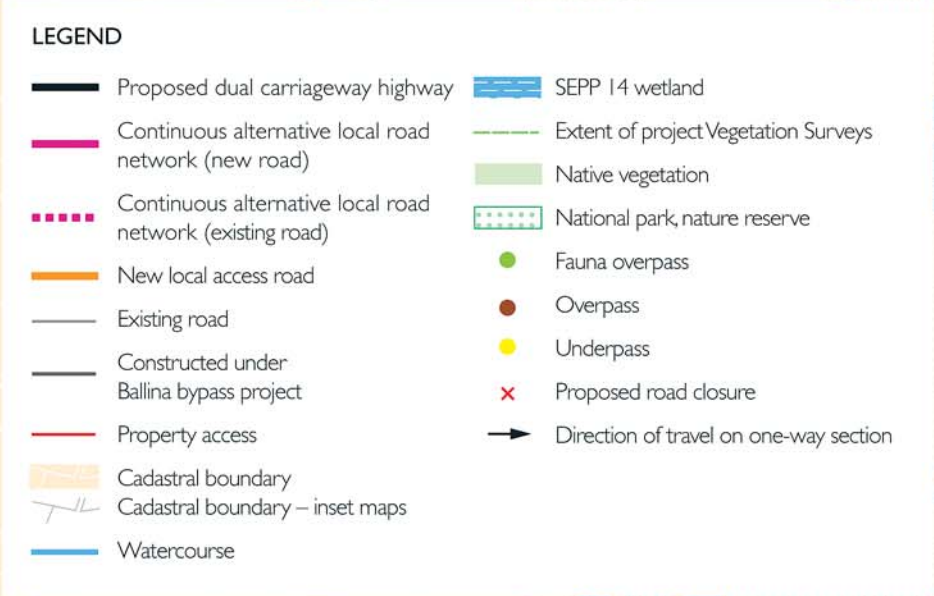 LEGEND
Proposed dual carriageway highway
Continuous alternative local road
network (new road)
Continuous alternative local road
network (existing road)
New local access road
Existing road
Constructed under
Ballina bypass project
Property access
Cadastral boundary
Cadastral boundary – inset maps
Watercourse
SEPP 14 wetland
Extent of project Vegetation Surveys
Native vegetation
National park, nature reserve
Fauna overpass
Overpass
Underpass
Proposed road closure
Direction of travel on one-way section